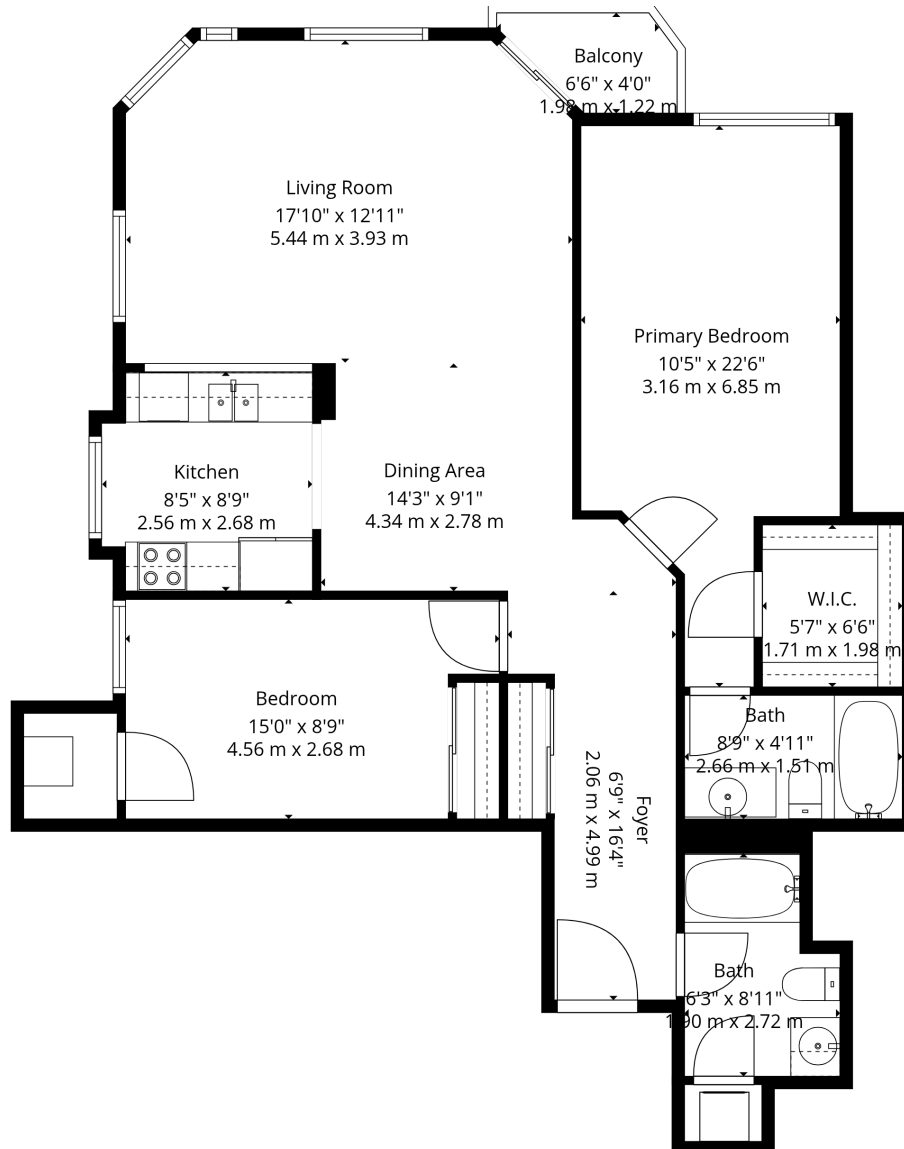 Balcony
6'6" x 4'0"
1.98 m x 1.22 m
Living Room
17'10" x 12'11"
5.44 m x 3.93 m
Primary Bedroom
10'5" x 22'6"
3.16 m x 6.85 m
Kitchen
8'5" x 8'9"
2.56 m x 2.68 m
Dining Area
14'3" x 9'1"
4.34 m x 2.78 m
W.I.C.
5'7" x 6'6"
1.71 m x 1.98 m
Bedroom
15'0" x 8'9"
4.56 m x 2.68 m
Bath
8'9" x 4'11"
2.66 m x 1.51 m
Foyer
6'9" x 16'4"
2.06 m x 4.99 m
Bath
6'3" x 8'11"
1.90 m x 2.72 m